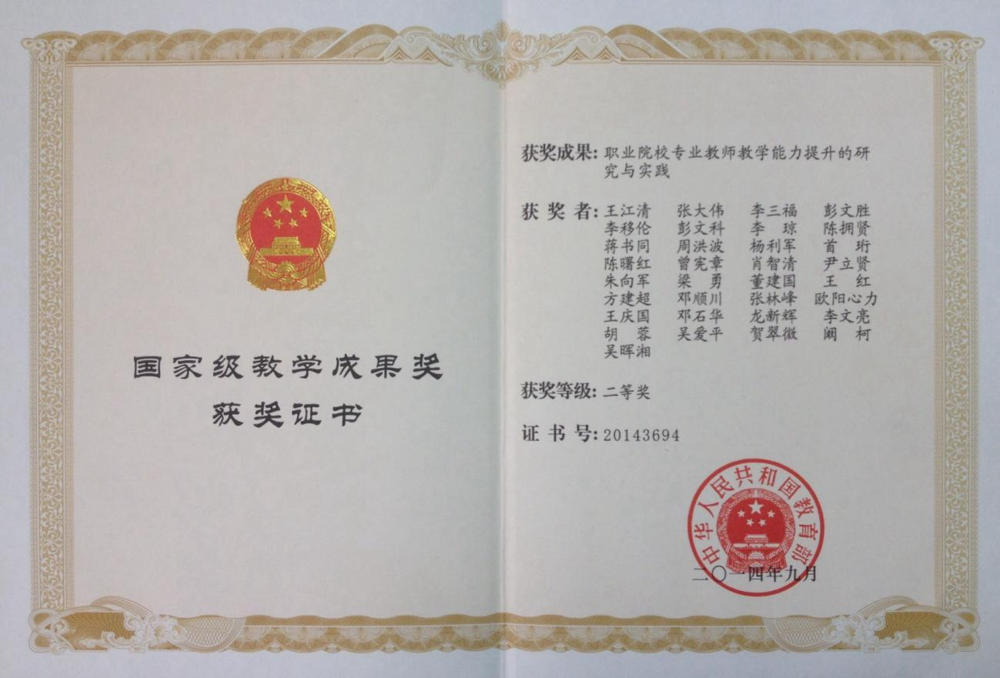 国家级教学成果奖
获奖证书
获奖成果: 职业院校专业教师教学能力提升的研
究与实践
获奖者: 王江清 张大伟 李三福 彭文胜
李移伦 彭文科 李琼 陈拥贤
蒋书同 周洪波 杨利军 首珩
陈曙红 曾宪章 肖智清 尹立贤
朱向军 梁勇 董建国 王红
方建超 邓顺川 张林峰 欧阳心力
王庆国 邓石华 龙新辉 李文亮
胡蓉 吴爱平 贺翠微 阚柯
吴晖湘
获奖等级: 二等奖
证书号: 20143694
中华人民共和国教育部
二〇一四年九月